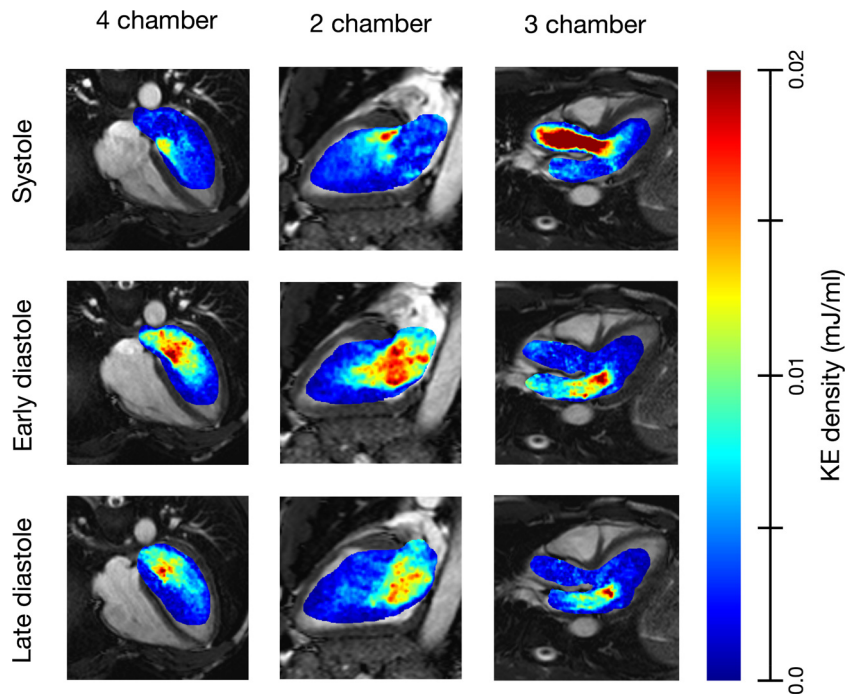 4 chamber
2 chamber
3 chamber
Systole
Early diastole
Late diastole
0.02
0.01
0.0
KE density (mJ/ml)